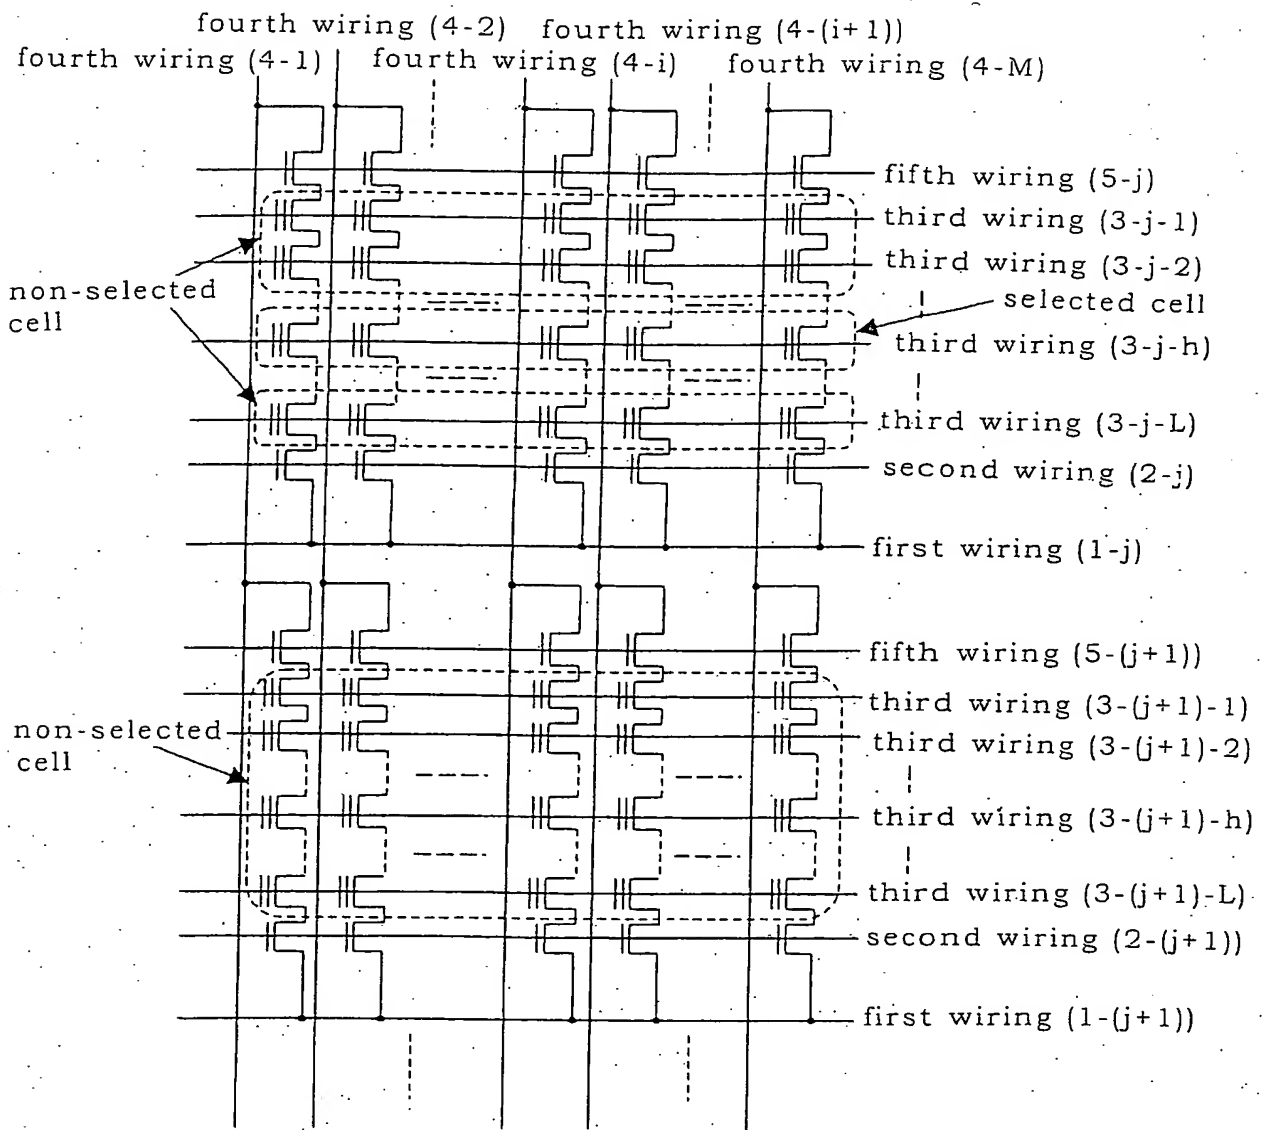 fourth wiring (4-2) fourth wiring (4-(i+1))
fourth wiring (4-1) fourth wiring (4-i) fourth wiring (4-M)
fifth wiring (5-j)
third wiring (3-j-1)
third wiring (3-j-2)
non-selected
cell
selected cell
third wiring (3-j-h)
third wiring (3-j-L)
second wiring (2-j)
first wiring (1-j)
fifth wiring (5-(j+1))
third wiring (3-(j+1)-1)
non-selected
cell
third wiring (3-(j+1)-2)
third wiring (3-(j+1)-h)
third wiring (3-(j+1)-L)
second wiring (2-(j+1))
first wiring (1-(j+1))